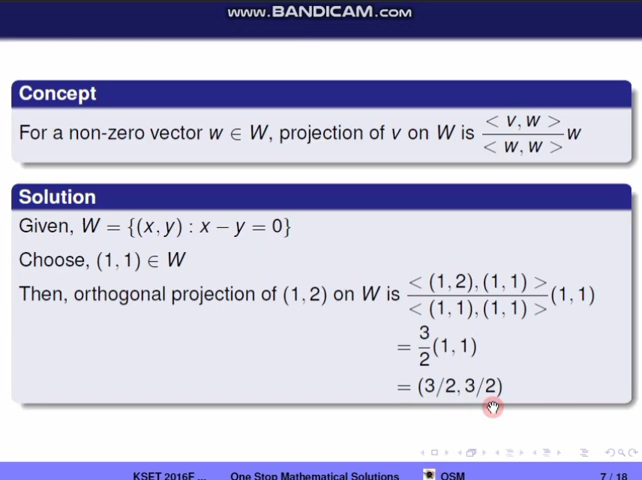 www.BANDICAM.com
Concept
For a non-zero vector w ∈ W, projection of v on W is < v, w > / < w, w > w
Solution
Given, W = {(x, y) : x − y = 0}
Choose, (1, 1) ∈ W
Then, orthogonal projection of (1, 2) on W is < (1, 2), (1, 1) > / < (1, 1), (1, 1) > (1, 1)
= 3/2 (1, 1)
= (3/2, 3/2)
KSET 2016F ... One Stop Mathematical Solutions OSM 7 / 18